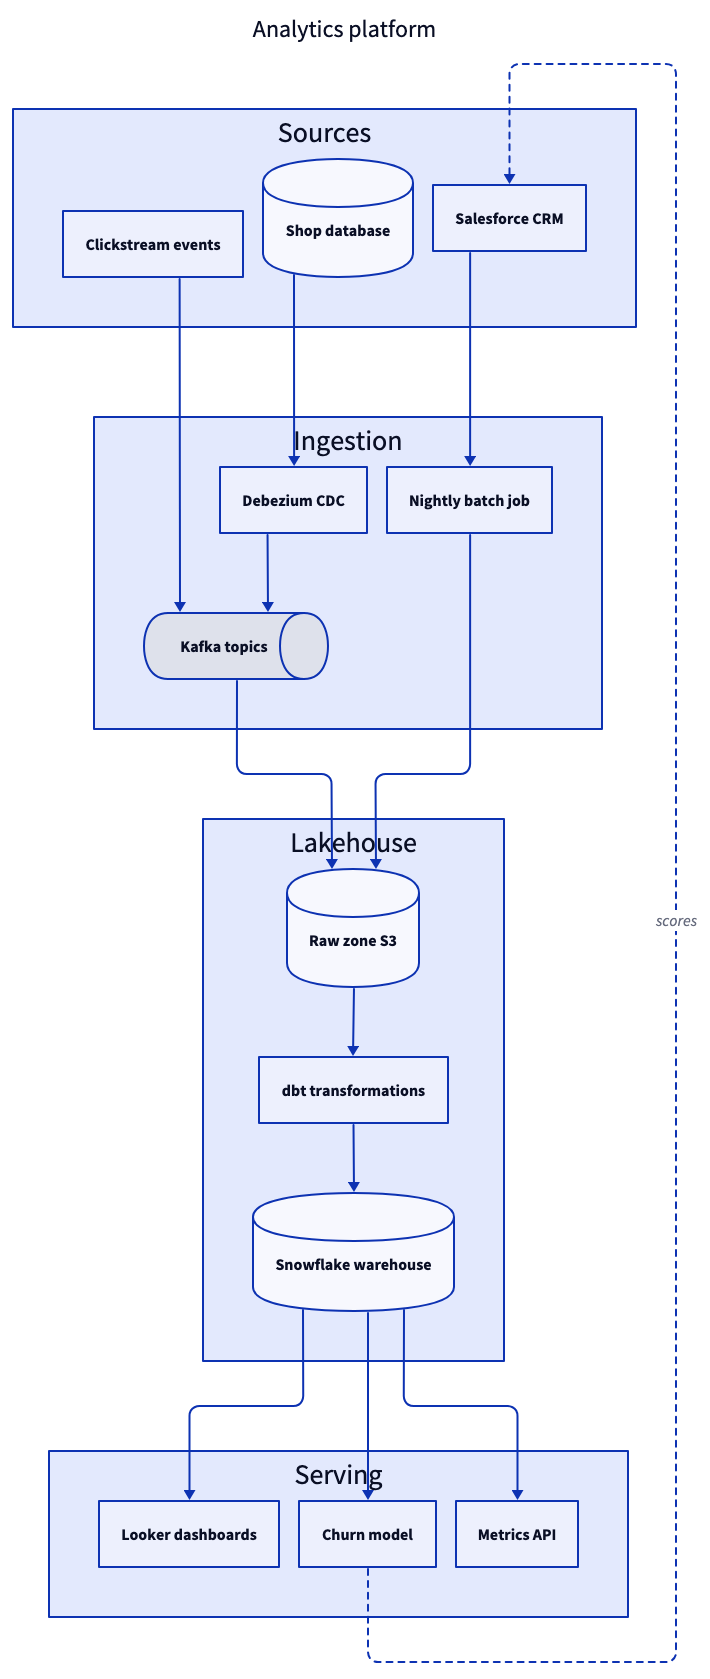 Analytics platform
Sources
Clickstream events
Shop database
Salesforce CRM
Ingestion
Debezium CDC
Nightly batch job
Kafka topics
Lakehouse
Raw zone S3
scores
dbt transformations
Snowflake warehouse
Serving
Looker dashboards
Churn model
Metrics API